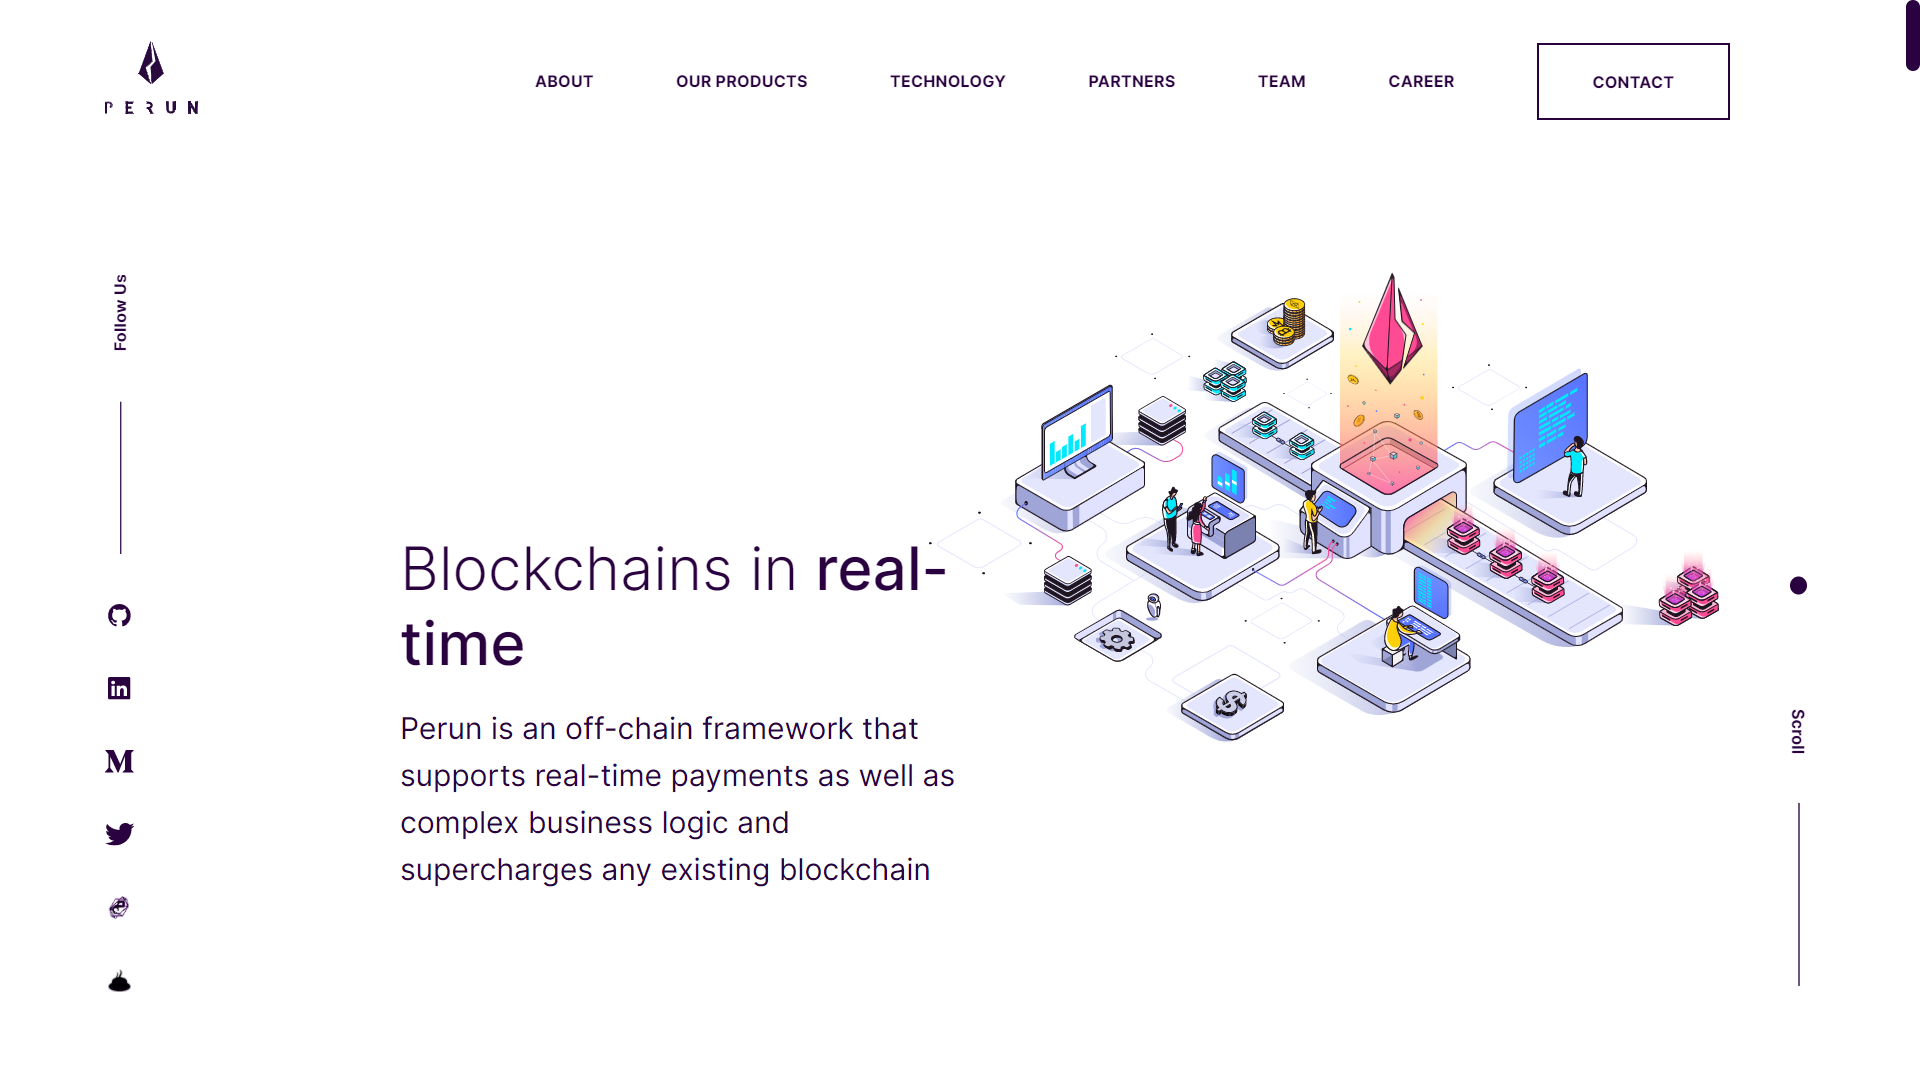 PERUN
ABOUT
OUR PRODUCTS
TECHNOLOGY
PARTNERS
TEAM
CAREER
CONTACT
Follow Us
Blockchains in real-
time
Perun is an off-chain framework that
supports real-time payments as well as
complex business logic and
supercharges any existing blockchain
Scroll